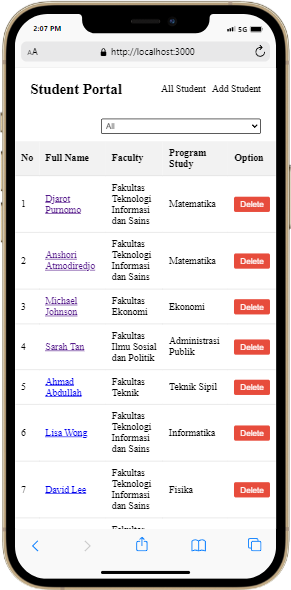 2:07 PM 5G
AA http://localhost:3000
Student Portal All Student Add Student
All
No Full Name Faculty Program Study Option
1 Djarot Purnomo Fakultas Teknologi Informasi dan Sains Matematika Delete
2 Anshori Atmodiredjo Fakultas Teknologi Informasi dan Sains Matematika Delete
3 Michael Johnson Fakultas Ekonomi Ekonomi Delete
4 Sarah Tan Fakultas Ilmu Sosial dan Politik Administrasi Publik Delete
5 Ahmad Abdullah Fakultas Teknik Teknik Sipil Delete
6 Lisa Wong Fakultas Teknologi Informasi dan Sains Informatika Delete
7 David Lee Fakultas Teknologi Informasi dan Sains Fisika Delete